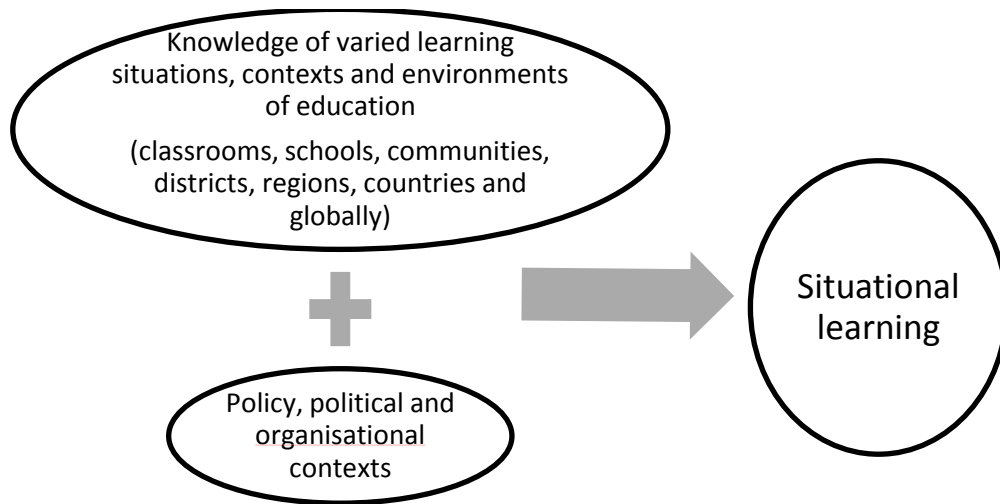 Knowledge of varied learning
situations, contexts and environments
of education
(classrooms, schools, communities,
districts, regions, countries and
globally)
Policy, political and
organisational
contexts
Situational
learning